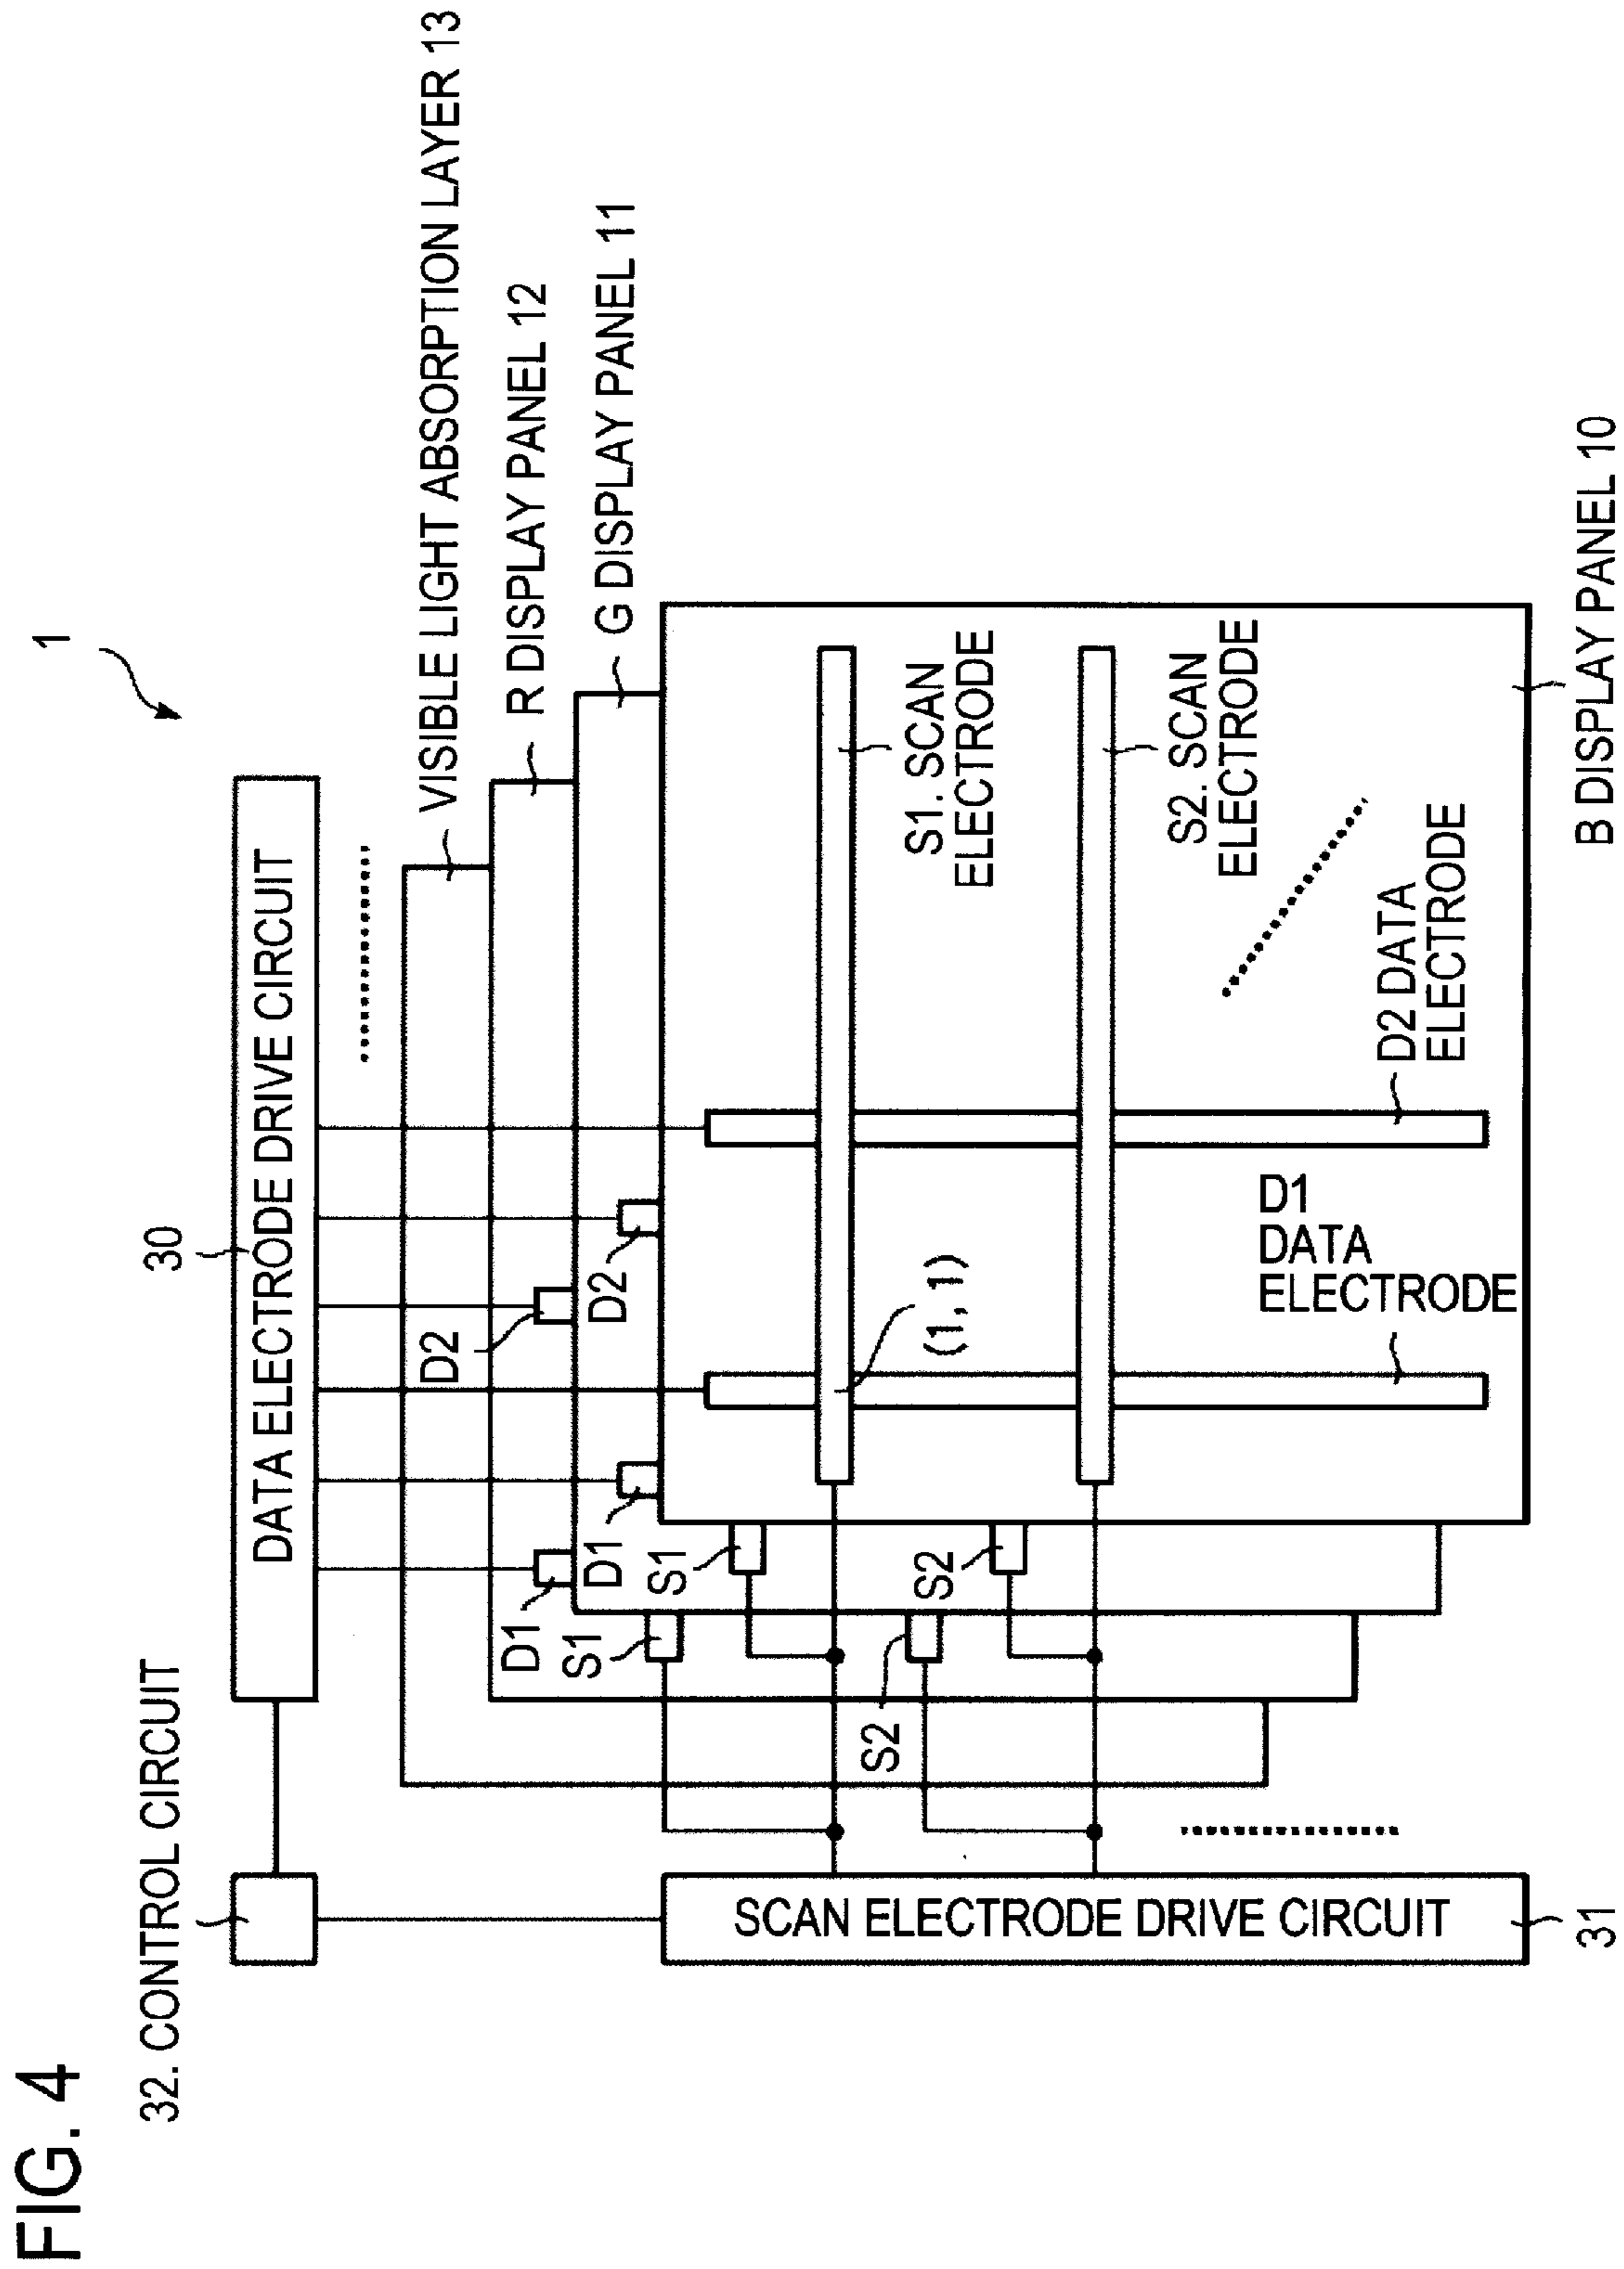 FIG. 4
1
32. CONTROL CIRCUIT
30
DATA ELECTRODE DRIVE CIRCUIT
VISIBLE LIGHT ABSORPTION LAYER 13
R DISPLAY PANEL 12
G DISPLAY PANEL 11
D2
D2
D1
D1
S1
S1
S2
S2
S1. SCAN
ELECTRODE
S2. SCAN
ELECTRODE
(1, 1)
D1
DATA
ELECTRODE
D2 DATA
ELECTRODE
SCAN ELECTRODE DRIVE CIRCUIT
31
B DISPLAY PANEL 10